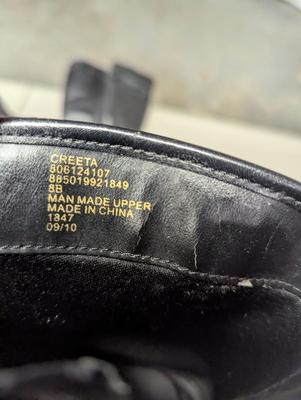 CREETA
806124107
885019921849
8B
MAN MADE UPPER
MADE IN CHINA
1847
09/10